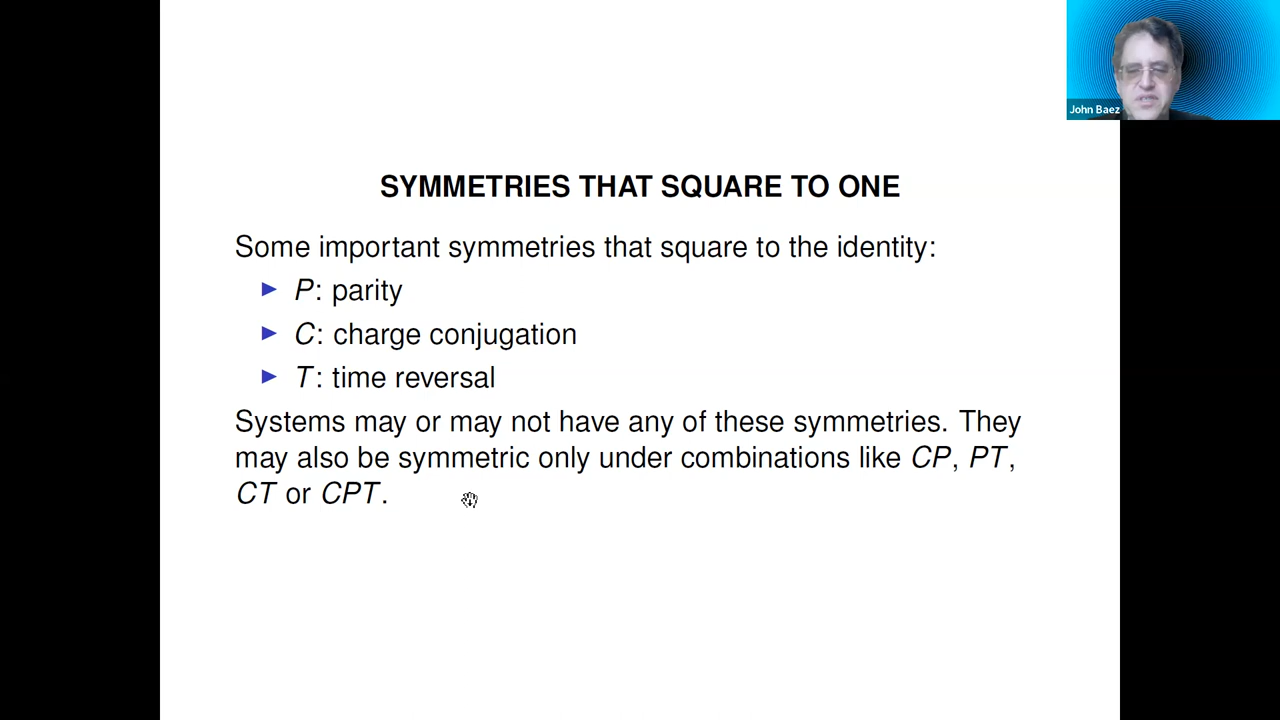 John Baez
SYMMETRIES THAT SQUARE TO ONE
Some important symmetries that square to the identity:
▶ P: parity
▶ C: charge conjugation
▶ T: time reversal
Systems may or may not have any of these symmetries. They
may also be symmetric only under combinations like CP, PT,
CT or CPT.